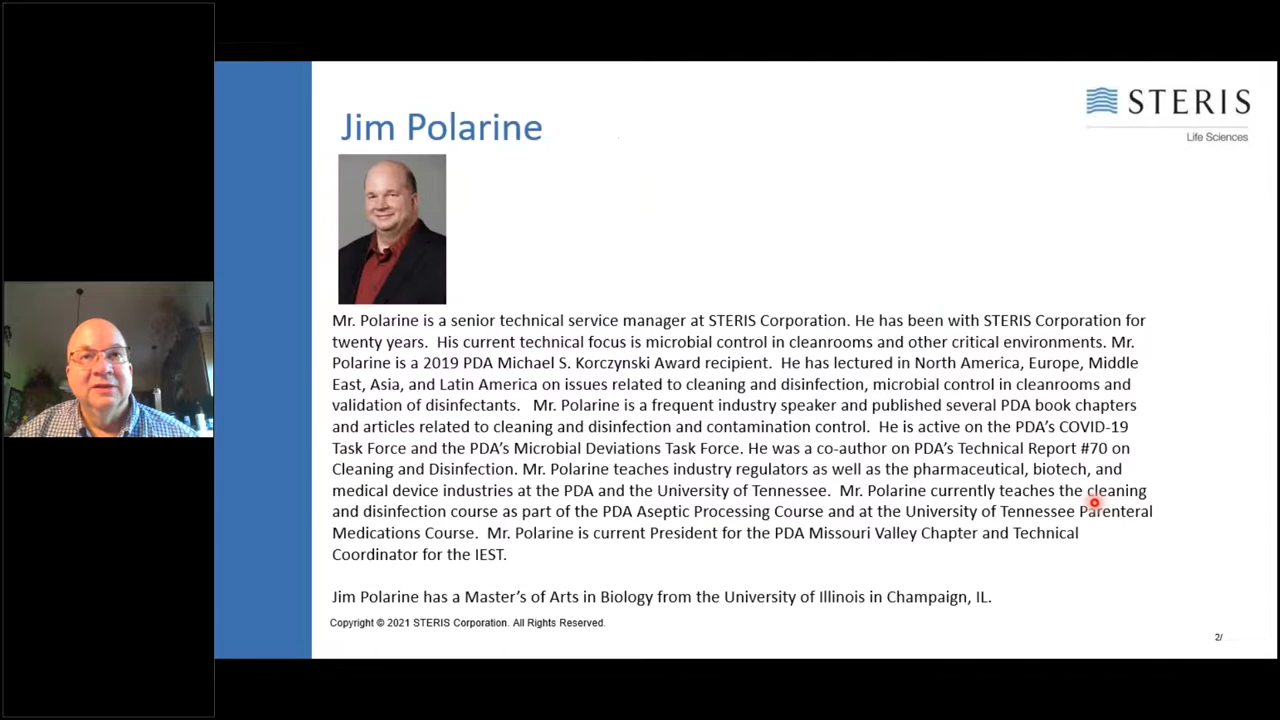 Jim Polarine
STERIS
Life Sciences
Mr. Polarine is a senior technical service manager at STERIS Corporation. He has been with STERIS Corporation for
twenty years.  His current technical focus is microbial control in cleanrooms and other critical environments. Mr.
Polarine is a 2019 PDA Michael S. Korczynski Award recipient.  He has lectured in North America, Europe, Middle
East, Asia, and Latin America on issues related to cleaning and disinfection, microbial control in cleanrooms and
validation of disinfectants.   Mr. Polarine is a frequent industry speaker and published several PDA book chapters
and articles related to cleaning and disinfection and contamination control.  He is active on the PDA's COVID-19
Task Force and the PDA's Microbial Deviations Task Force. He was a co-author on PDA's Technical Report #70 on
Cleaning and Disinfection. Mr. Polarine teaches industry regulators as well as the pharmaceutical, biotech, and
medical device industries at the PDA and the University of Tennessee.  Mr. Polarine currently teaches the cleaning
and disinfection course as part of the PDA Aseptic Processing Course and at the University of Tennessee Parenteral
Medications Course.  Mr. Polarine is current President for the PDA Missouri Valley Chapter and Technical
Coordinator for the IEST.
Jim Polarine has a Master's of Arts in Biology from the University of Illinois in Champaign, IL.
Copyright © 2021 STERIS Corporation. All Rights Reserved.
2/